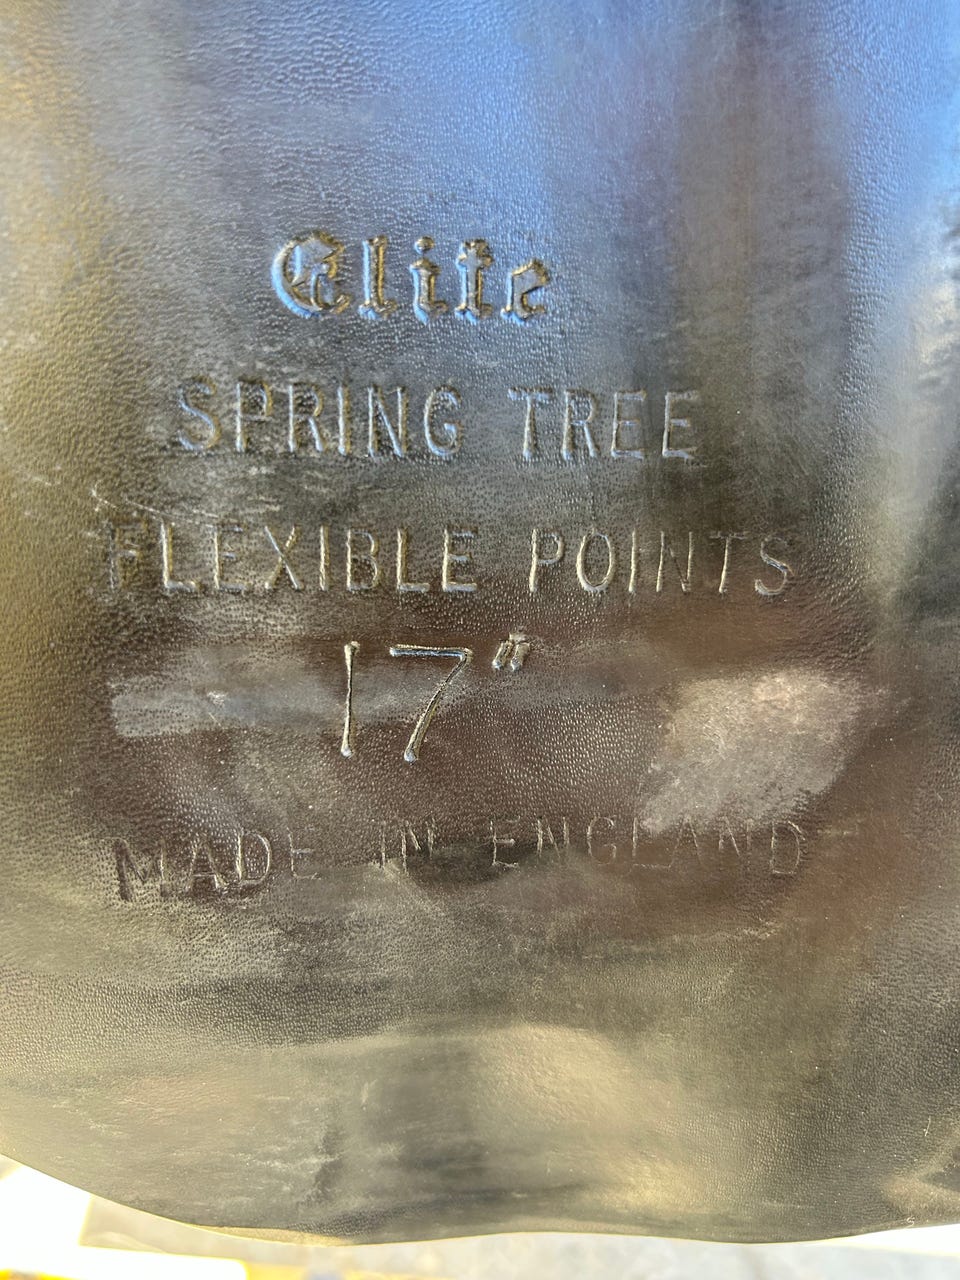 Elite
SPRING TREE
FLEXIBLE POINTS
17"
MADE IN ENGLAND